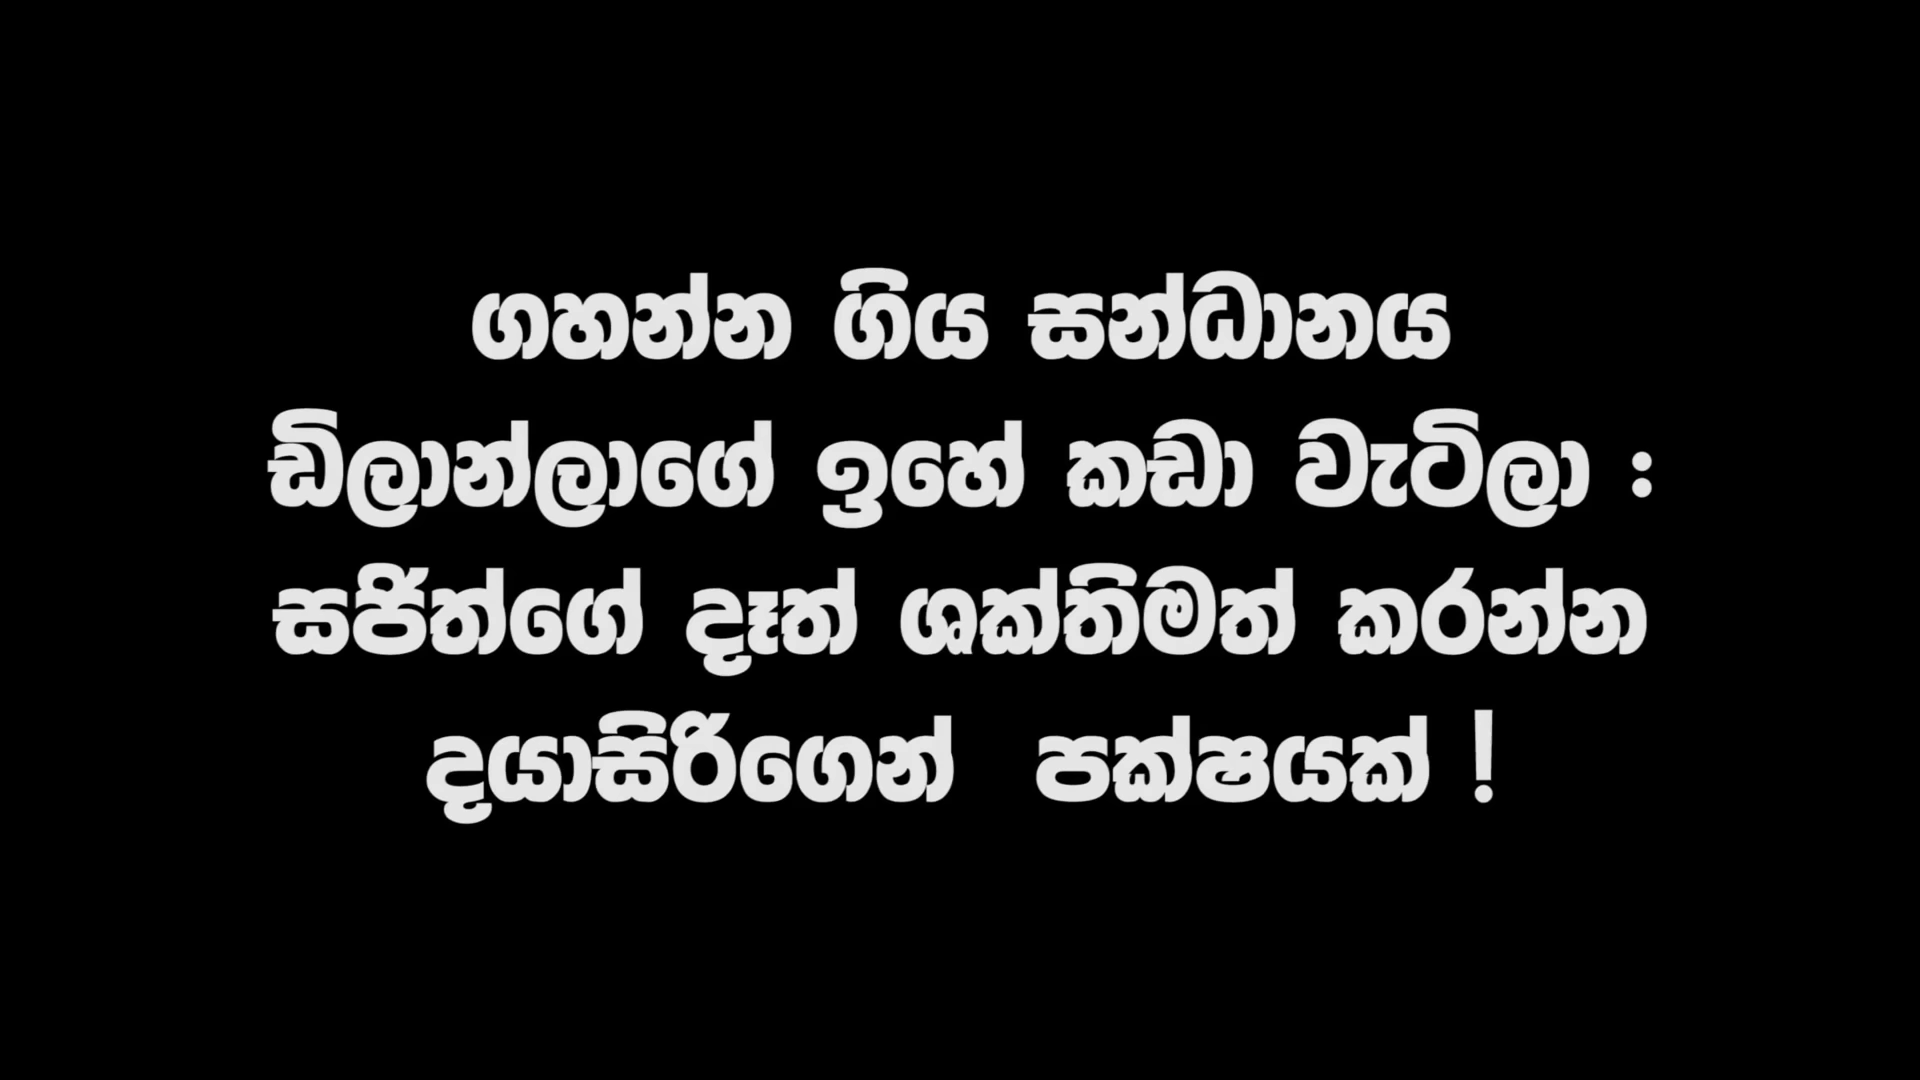 ගහන්න ගිය සන්ධානය
ඩිලාන්ලාගේ ඉහේ කඩා වැටිලා :
සජිත්ගේ දෑත් ශක්තිමත් කරන්න
දයාසිරිගෙන් පක්ෂයක් !